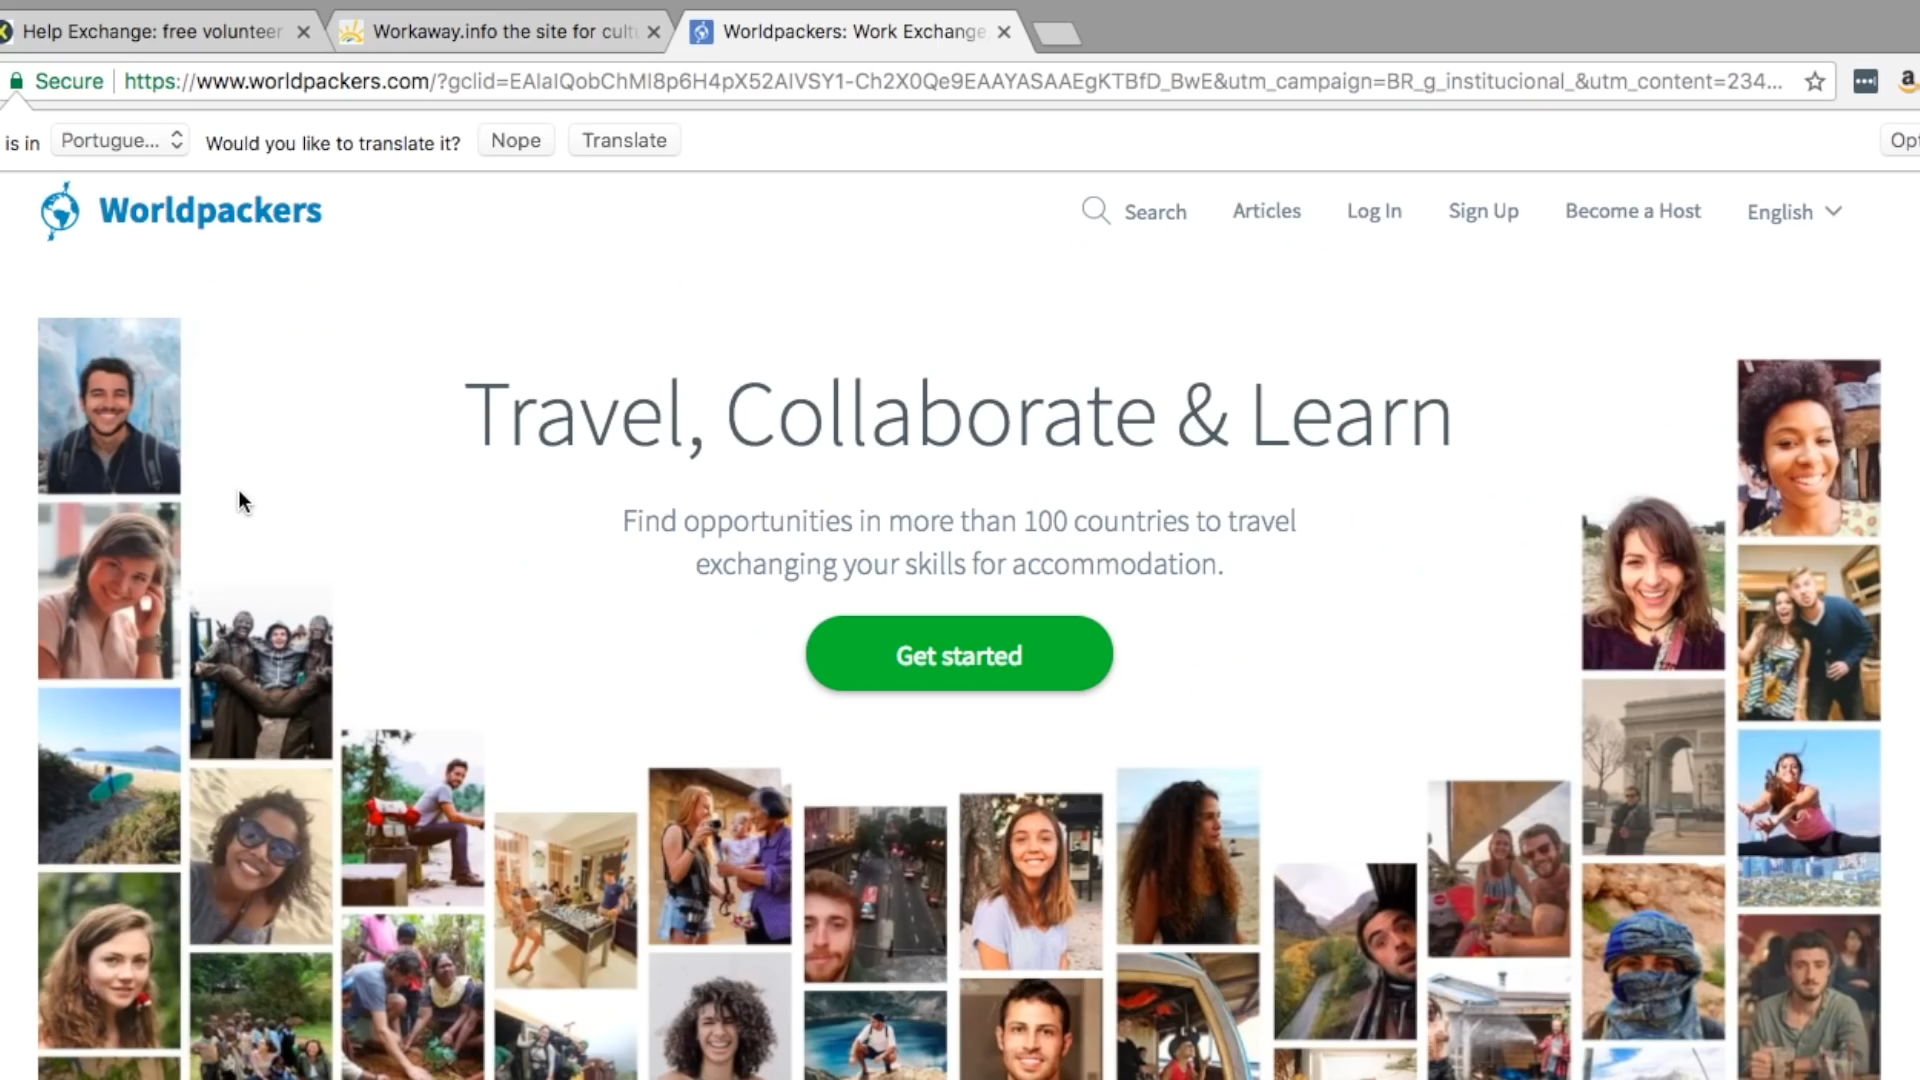 Help Exchange: free volunteer
Workaway.info the site for cultu
Worldpackers: Work Exchange
Secure
https://www.worldpackers.com/?gclid=EAIaIQobChMI8p6H4pX52AIVSY1-Ch2X0Qe9EAAYASAAEgKTBfD_BwE&utm_campaign=BR_g_institucional_&utm_content=234...
is in Portugue... Would you like to translate it? Nope Translate Opt
Worldpackers
Search Articles Log In Sign Up Become a Host English
Travel, Collaborate & Learn
Find opportunities in more than 100 countries to travel
exchanging your skills for accommodation.
Get started